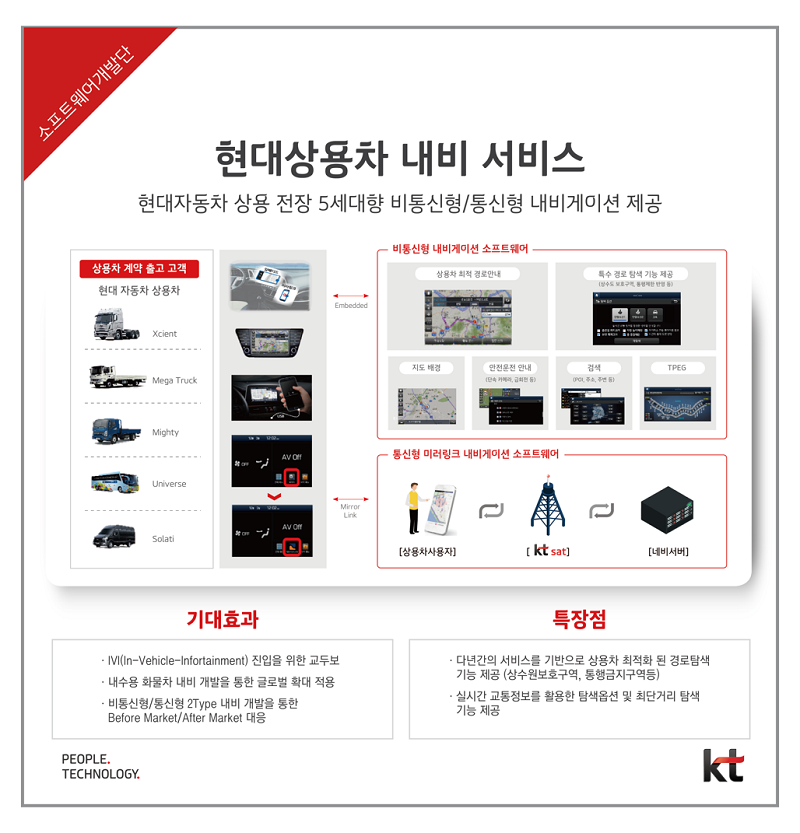 소프트웨어개발단
현대상용차 내비 서비스
현대자동차 상용 전장 5세대향 비통신형/통신형 내비게이션 제공
상용차 계약 출고 고객
현대 자동차 상용차
Xcient
Mega Truck
Mighty
Universe
Solati
USB
AV Off
OFF
AV Off
OFF
Embedded
Mirror
Link
비통신형 내비게이션 소프트웨어
상용차 최적 경로안내
특수 경로 탐색 기능 제공
(상수도 보호구역, 통행제한 반영 등)
지도 배경
안전운전 안내
(단속 카메라, 급회전 등)
검색
(POI, 주소, 주변 등)
TPEG
통신형 미러링크 내비게이션 소프트웨어
[상용차사용자]
[ kt sat]
[네비서버]
기대효과
· IVI(In-Vehicle-Infortainment) 진입을 위한 교두보
· 내수용 화물차 내비 개발을 통한 글로벌 확대 적용
· 비통신형/통신형 2Type 내비 개발을 통한
Before Market/After Market 대응
특장점
· 다년간의 서비스를 기반으로 상용차 최적화 된 경로탐색
기능 제공 (상수원보호구역, 통행금지구역등)
· 실시간 교통정보를 활용한 탐색옵션 및 최단거리 탐색
기능 제공
PEOPLE.
TECHNOLOGY.
kt